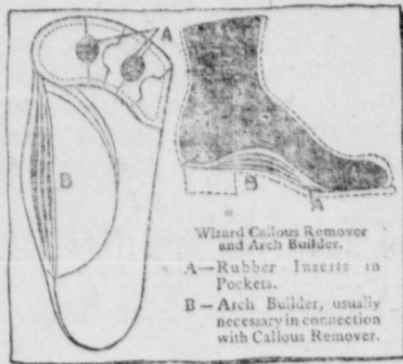 A
B
B
A
Wizard Callous Remover
and Arch Builder.
A—Rubber Inserts in
Pockets.
B—Arch Builder, usually
necessary in connection
with Callous Remover.